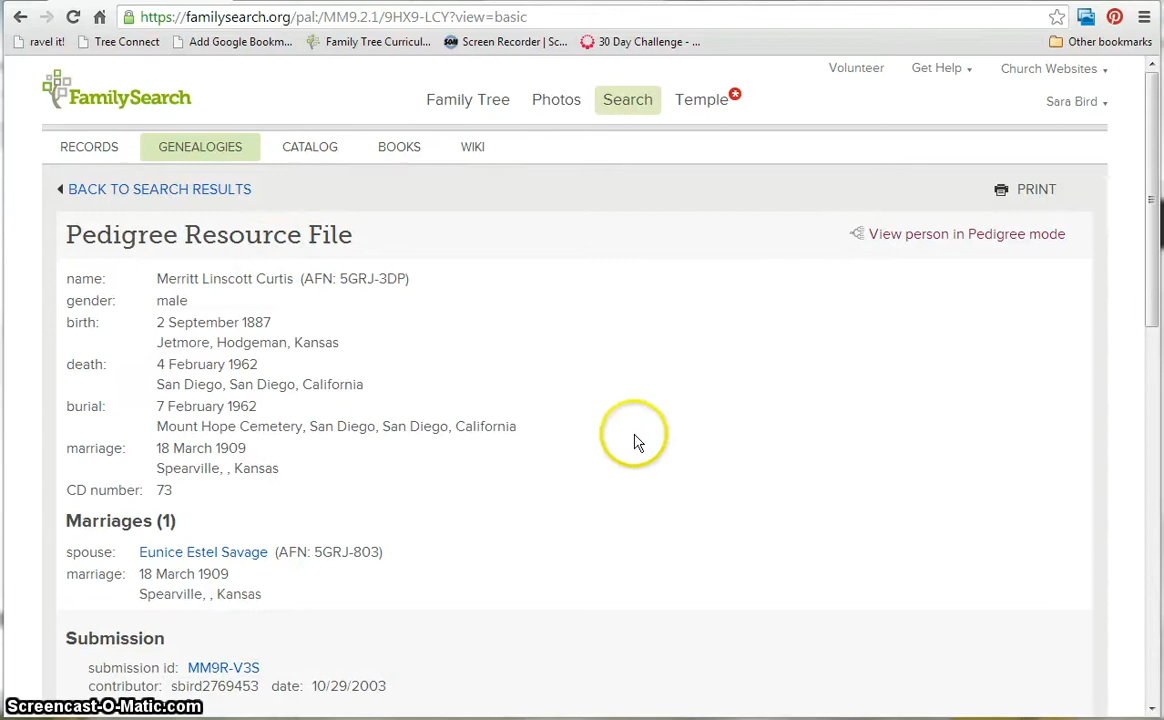 https://familysearch.org/pal:/MM9.2.1/9HX9-LCY?view=basic
ravel it! Tree Connect Add Google Bookm... Family Tree Curricul... Screen Recorder | Sc... 30 Day Challenge - ... Other bookmarks
Volunteer Get Help Church Websites
FamilySearch Family Tree Photos Search Temple Sara Bird
RECORDS GENEALOGIES CATALOG BOOKS WIKI
BACK TO SEARCH RESULTS PRINT
Pedigree Resource File View person in Pedigree mode
name: Merritt Linscott Curtis (AFN: 5GRJ-3DP)
gender: male
birth: 2 September 1887
Jetmore, Hodgeman, Kansas
death: 4 February 1962
San Diego, San Diego, California
burial: 7 February 1962
Mount Hope Cemetery, San Diego, San Diego, California
marriage: 18 March 1909
Spearville, , Kansas
CD number: 73
Marriages (1)
spouse: Eunice Estel Savage (AFN: 5GRJ-803)
marriage: 18 March 1909
Spearville, , Kansas
Submission
submission id: MM9R-V3S
contributor: sbird2769453 date: 10/29/2003
Screencast-O-Matic.com